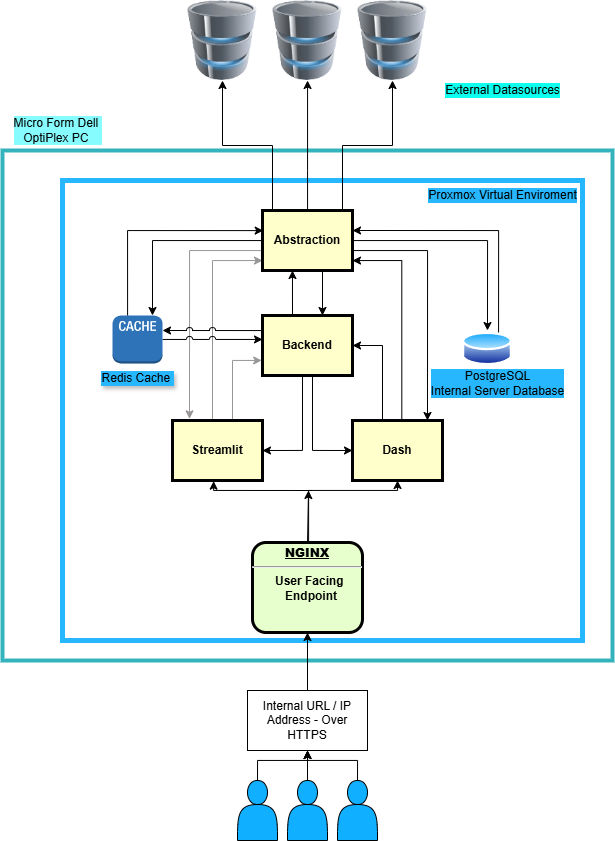 External Datasources
Micro Form Dell
OptiPlex PC
Proxmox Virtual Enviroment
Abstraction
CACHE
Redis Cache
Backend
PostgreSQL
Internal Server Database
Streamlit
Dash
NGINX
User Facing
Endpoint
Internal URL / IP
Address - Over
HTTPS